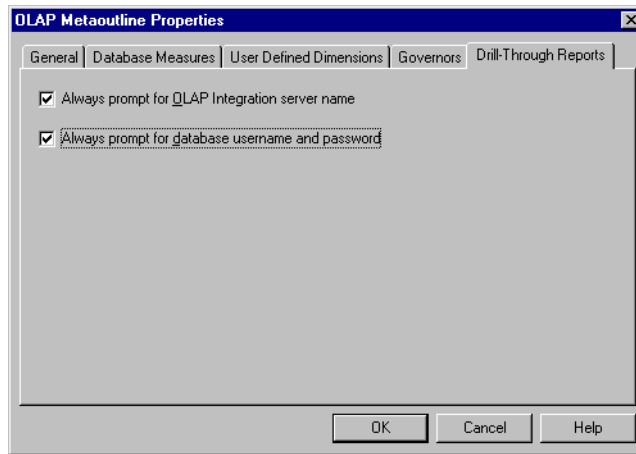 OLAP Metaoutline Properties
General Database Measures User Defined Dimensions Governors Drill-Through Reports
Always prompt for OLAP Integration server name
Always prompt for database username and password
OK Cancel Help